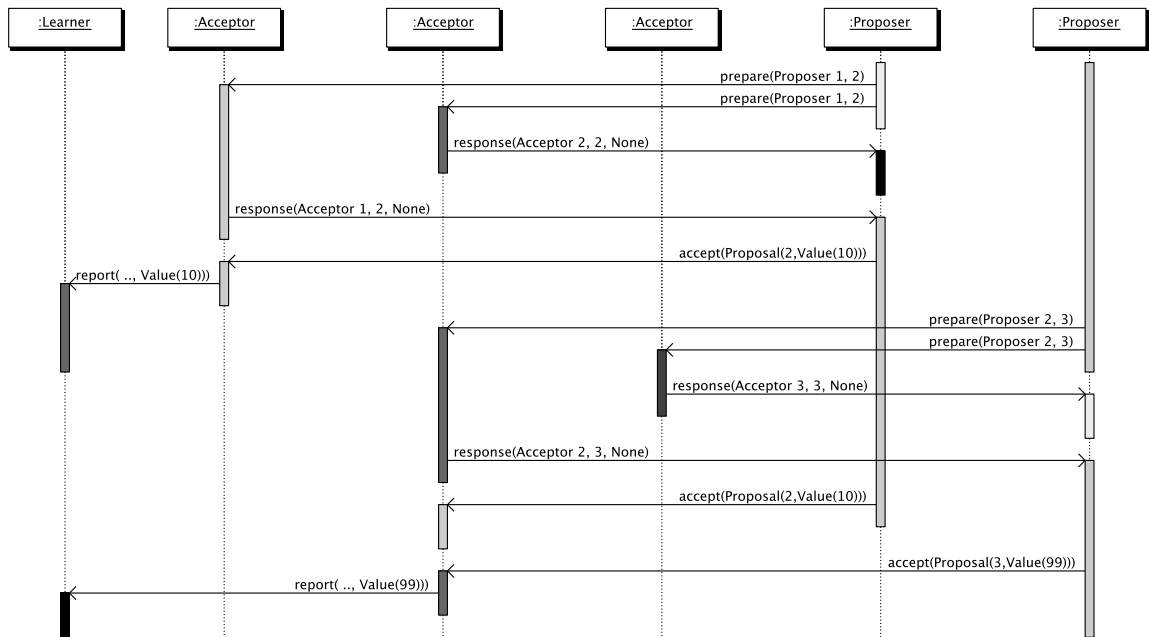 :Learner
:Acceptor
:Acceptor
:Acceptor
:Proposer
:Proposer
prepare(Proposer 1, 2)
prepare(Proposer 1, 2)
response(Acceptor 2, 2, None)
response(Acceptor 1, 2, None)
accept(Proposal(2,Value(10)))
report( .., Value(10)))
prepare(Proposer 2, 3)
prepare(Proposer 2, 3)
response(Acceptor 3, 3, None)
response(Acceptor 2, 3, None)
accept(Proposal(2,Value(10)))
accept(Proposal(3,Value(99)))
report( .., Value(99)))